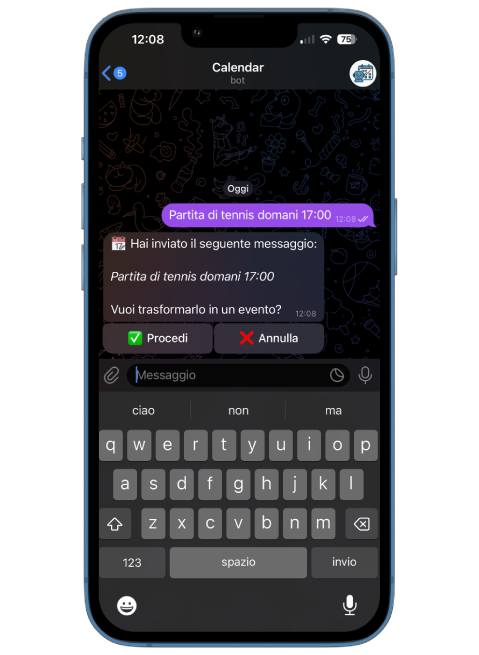 12:08
75
5
Calendar
bot
Oggi
Partita di tennis domani 17:00 12:08
Hai inviato il seguente messaggio:
Partita di tennis domani 17:00
Vuoi trasformarlo in un evento? 12:08
Procedi
Annulla
Messaggio
ciao non ma
q w e r t y u i o p
a s d f g h j k l
z x c v b n m
123 spazio invio